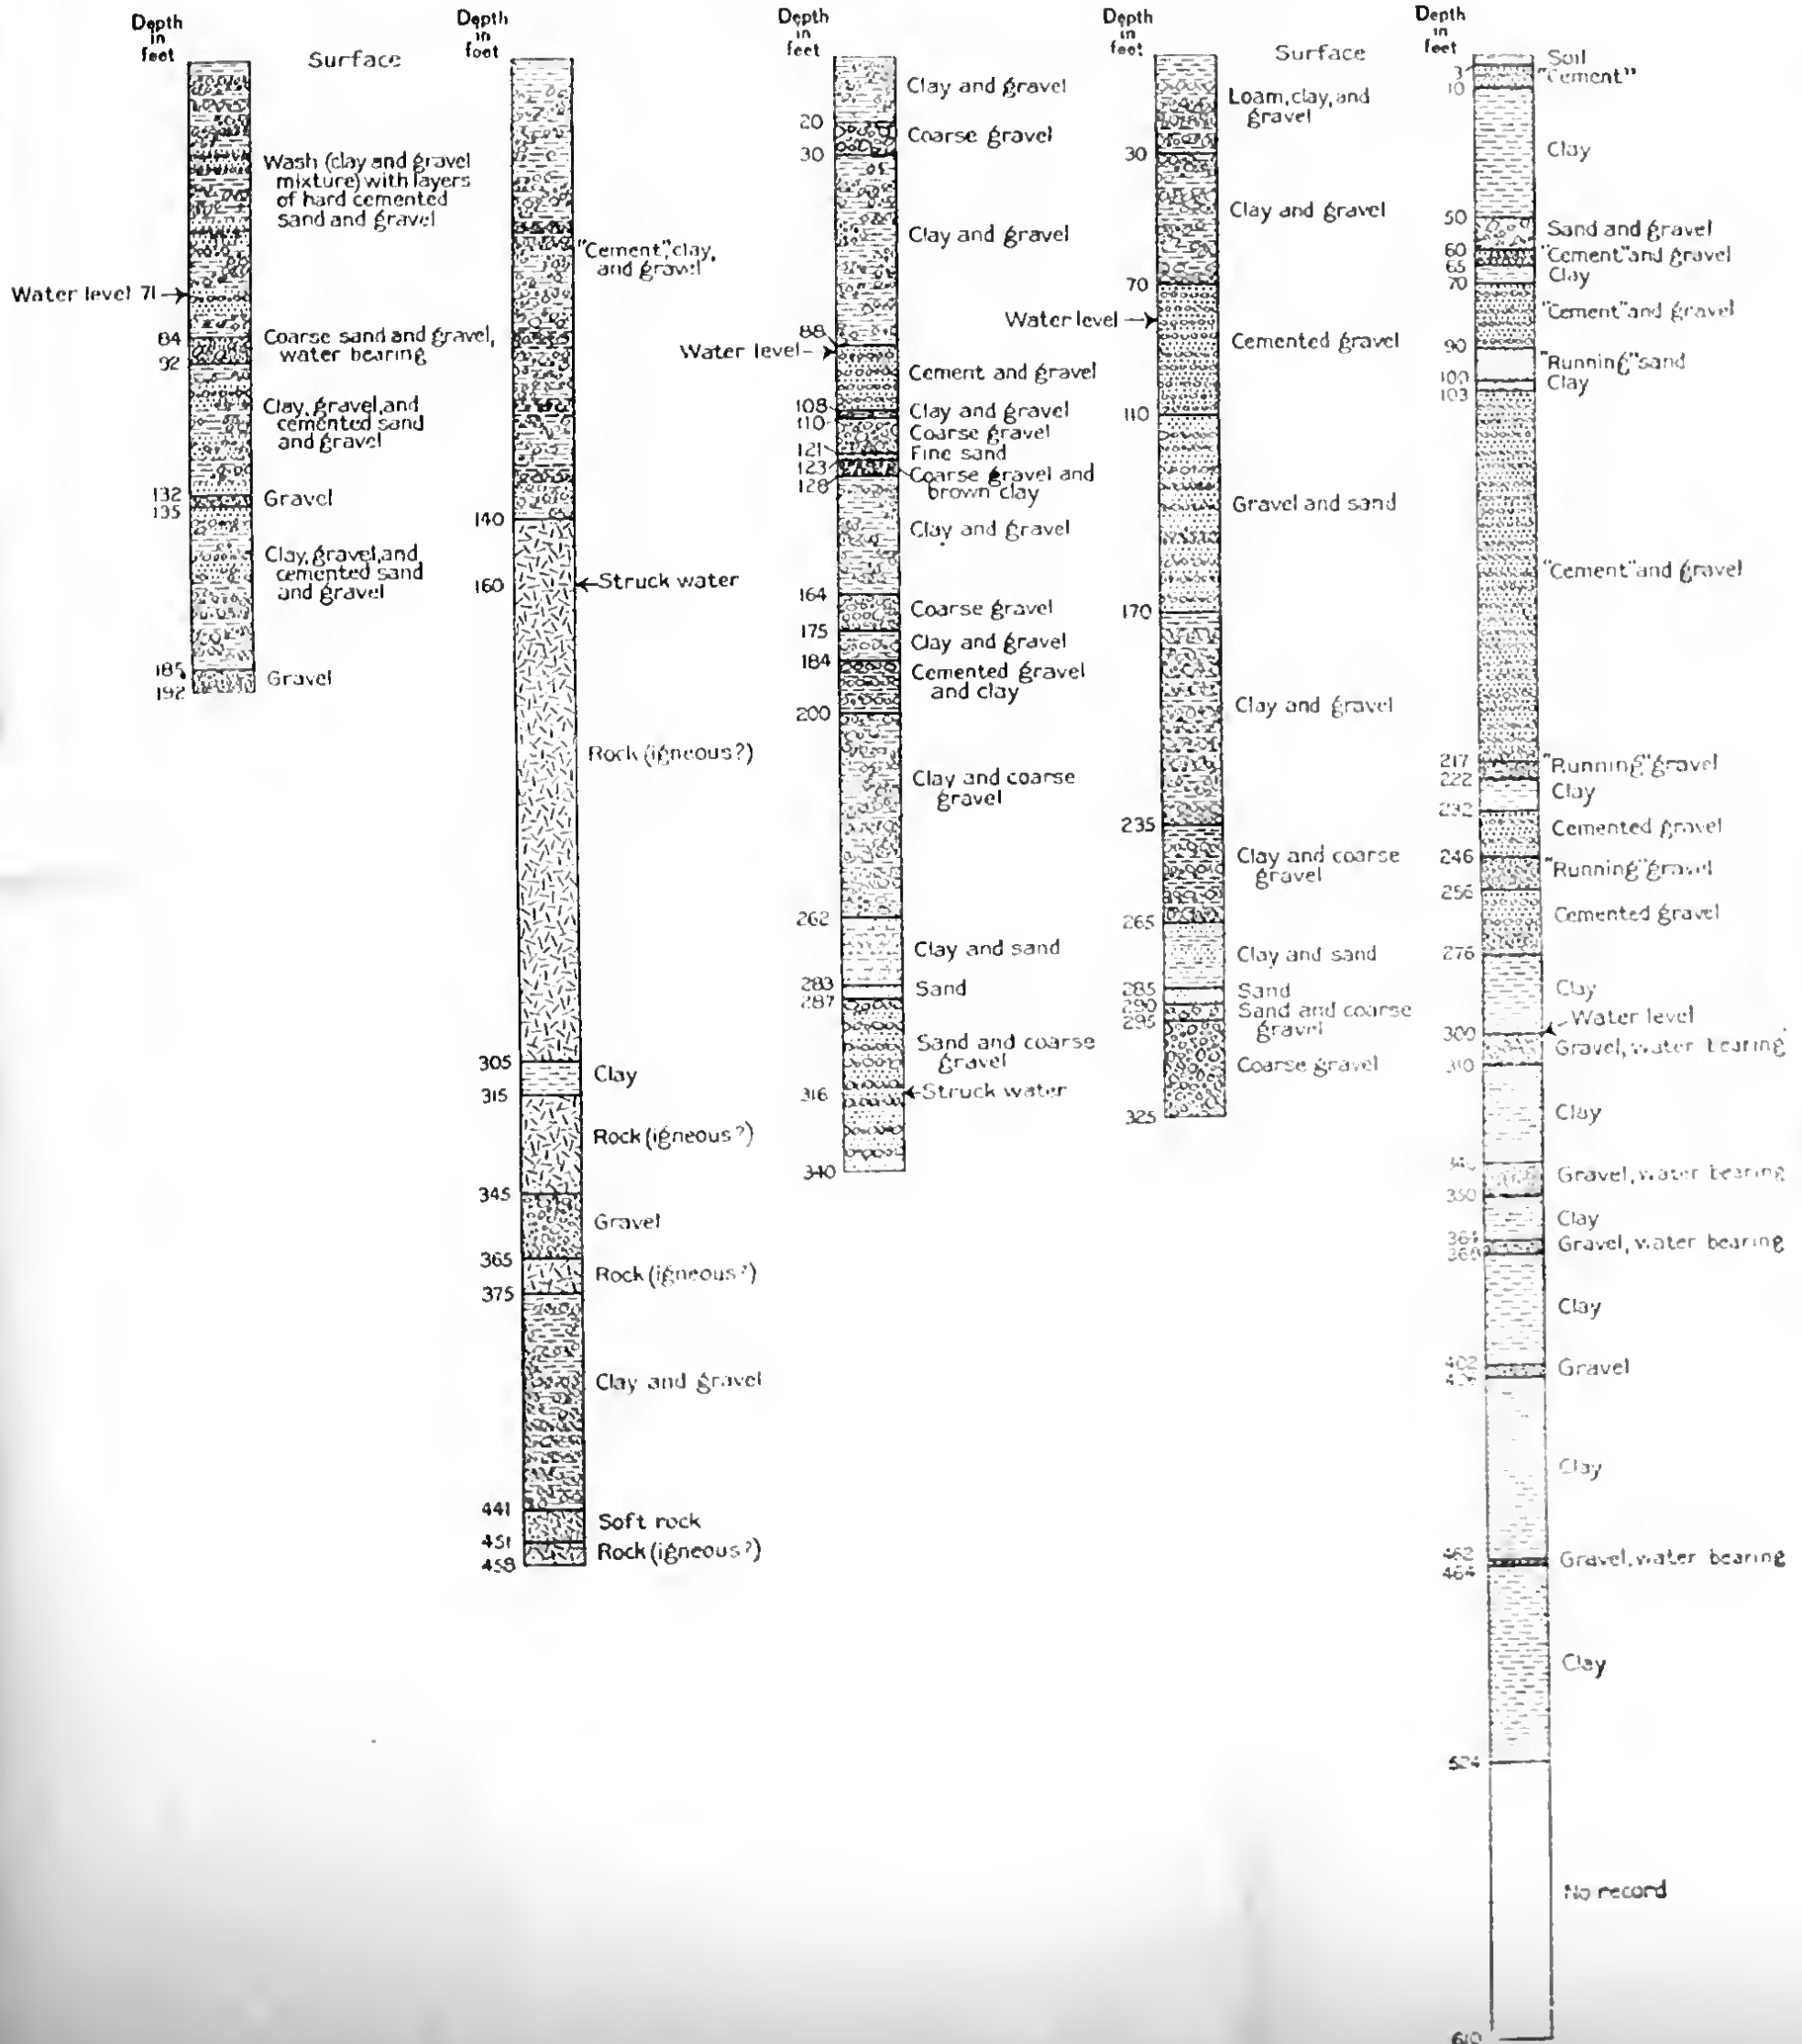 Depth
in
feet
Surface
Wash (clay and gravel
mixture) with layers
of hard cemented
sand and gravel
Water level 71
84
Coarse sand and gravel,
water bearing
92
Clay, gravel, and
cemented sand
and gravel
132
Gravel
135
Clay, gravel, and
cemented sand
and gravel
185
Gravel
192
Depth
in
feet
"Cement", clay,
and gravel
140
160
Struck water
Rock (igneous?)
305
Clay
315
Rock (igneous?)
345
Gravel
365
Rock (igneous?)
375
Clay and gravel
441
Soft rock
451
Rock (igneous?)
458
Depth
in
feet
Clay and gravel
20
Coarse gravel
30
Clay and gravel
88
Water level
Cement and gravel
108
Clay and gravel
110
Coarse gravel
121
Fine sand
123
Coarse gravel and
brown clay
128
Clay and gravel
164
Coarse gravel
175
Clay and gravel
184
Cemented gravel
and clay
200
Clay and coarse
gravel
262
Clay and sand
283
Sand
287
Sand and coarse
gravel
316
Struck water
340
Depth
in
feet
Surface
Loam, clay, and
gravel
30
Clay and gravel
70
Water level
Cemented gravel
110
Gravel and sand
170
Clay and gravel
235
Clay and coarse
gravel
265
Clay and sand
285
Sand
290
Sand and coarse
gravel
295
Coarse gravel
325
Depth
in
feet
Soil
3
"Cement"
10
Clay
50
Sand and gravel
60
"Cement" and gravel
65
Clay
70
"Cement" and gravel
90
"Running" sand
100
Clay
103
"Cement" and gravel
217
"Running" gravel
222
Clay
292
Cemented gravel
246
"Running" gravel
256
Cemented gravel
276
Clay
Water level
300
Gravel, water bearing
310
Clay
Gravel, water bearing
350
Clay
364
Gravel, water bearing
368
Clay
402
Gravel
Clay
462
Gravel, water bearing
464
Clay
524
No record
610